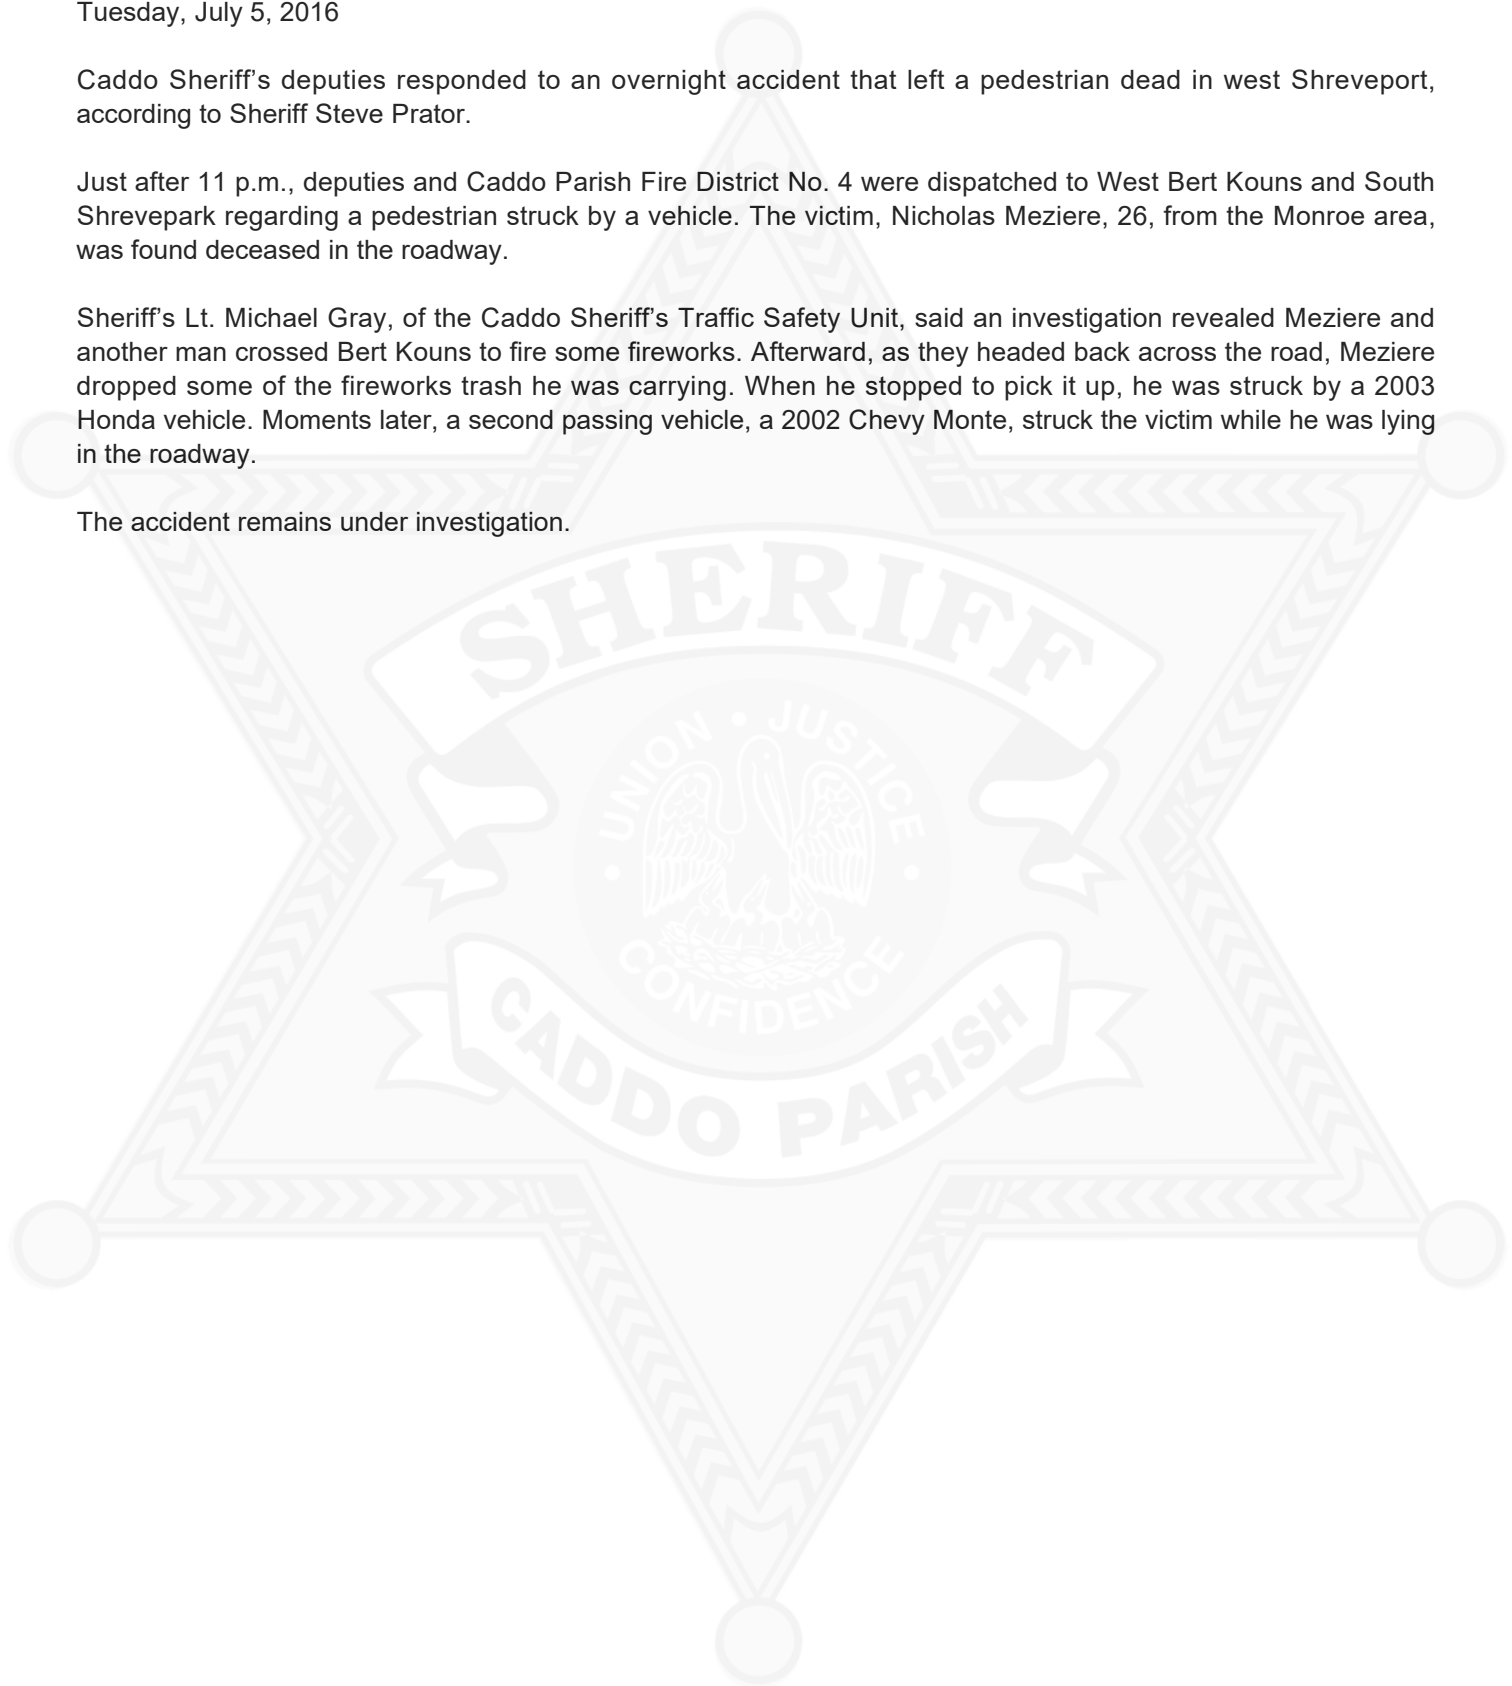 Tuesday, July 5, 2016
Caddo Sheriff’s deputies responded to an overnight accident that left a pedestrian dead in west Shreveport,
according to Sheriff Steve Prator.
Just after 11 p.m., deputies and Caddo Parish Fire District No. 4 were dispatched to West Bert Kouns and South
Shrevepark regarding a pedestrian struck by a vehicle. The victim, Nicholas Meziere, 26, from the Monroe area,
was found deceased in the roadway.
Sheriff’s Lt. Michael Gray, of the Caddo Sheriff’s Traffic Safety Unit, said an investigation revealed Meziere and
another man crossed Bert Kouns to fire some fireworks. Afterward, as they headed back across the road, Meziere
dropped some of the fireworks trash he was carrying. When he stopped to pick it up, he was struck by a 2003
Honda vehicle. Moments later, a second passing vehicle, a 2002 Chevy Monte, struck the victim while he was lying
in the roadway.
The accident remains under investigation.
SHERIFF
UNION • JUSTICE
• CONFIDENCE •
CADDO PARISH